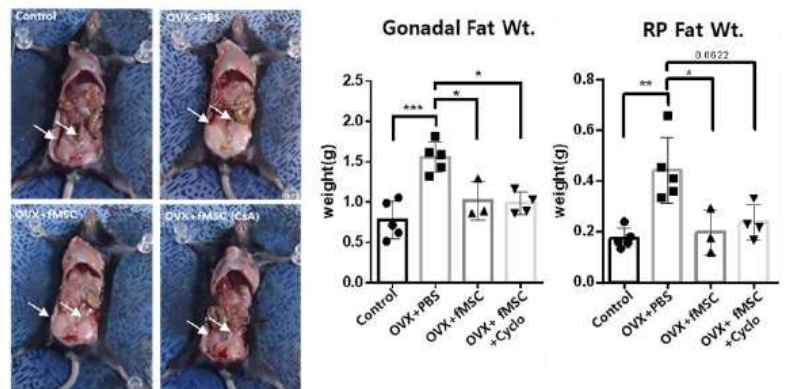 Control
OVX+PBS
OVX+fMSC
OVX+fMSC (CsA)
Gonadal Fat Wt.
weight(g)
2.5
2.0
1.5
1.0
0.5
0.0
***
*
*
Control
OVX+PBS
OVX+fMSC
OVX+ fMSC
+Cyclo
RP Fat Wt.
weight(g)
0.8
0.6
0.4
0.2
0.0
**
*
0.0622
Control
OVX+PBS
OVX+fMSC
OVX+ fMSC
+Cyclo